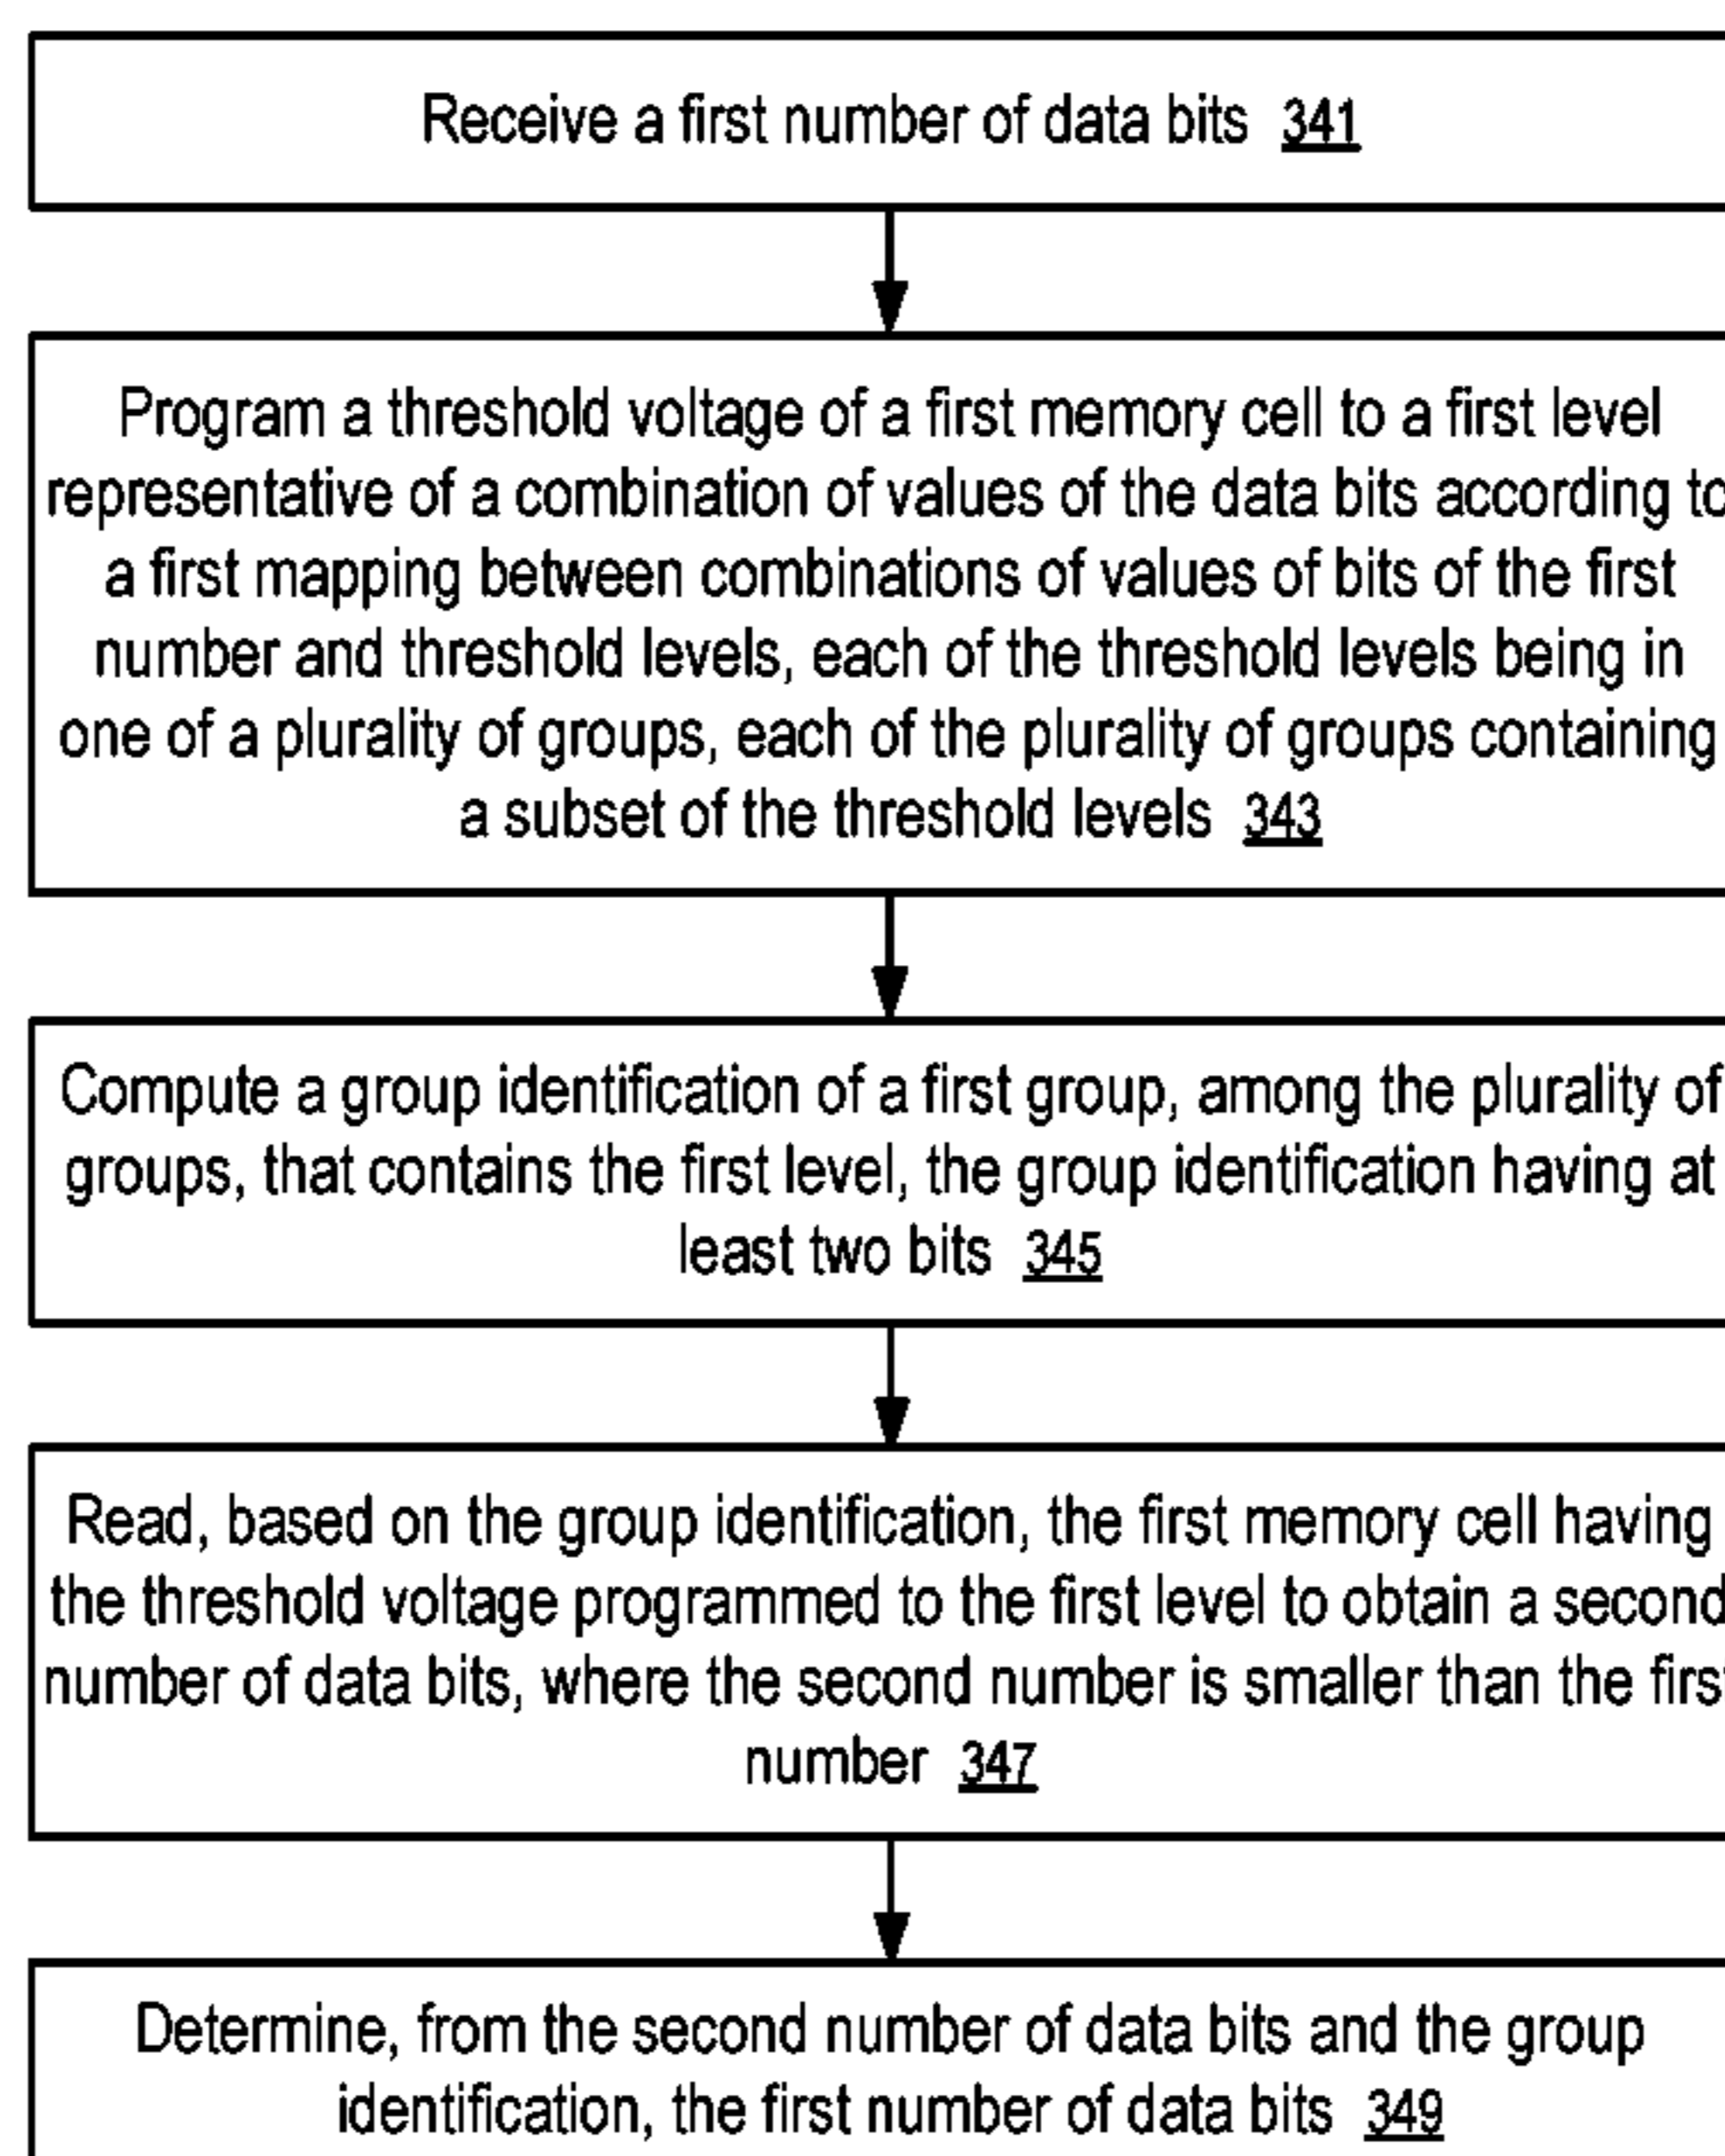 Receive a first number of data bits 341
Program a threshold voltage of a first memory cell to a first level
representative of a combination of values of the data bits according to
a first mapping between combinations of values of bits of the first
number and threshold levels, each of the threshold levels being in
one of a plurality of groups, each of the plurality of groups containing
a subset of the threshold levels 343
Compute a group identification of a first group, among the plurality of
groups, that contains the first level, the group identification having at
least two bits 345
Read, based on the group identification, the first memory cell having
the threshold voltage programmed to the first level to obtain a second
number of data bits, where the second number is smaller than the first
number 347
Determine, from the second number of data bits and the group
identification, the first number of data bits 349